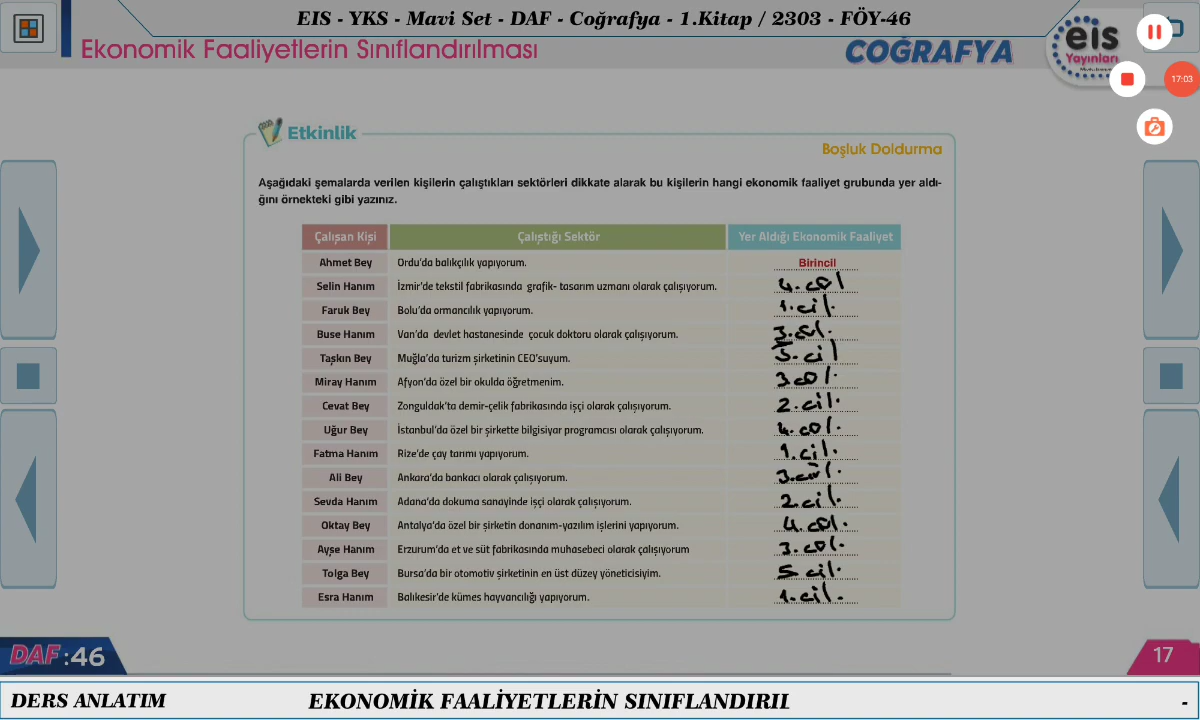 EIS - YKS - Mavi Set - DAF - Coğrafya - 1.Kitap / 2303 - FÖY-46
Ekonomik Faaliyetlerin Sınıflandırılması
COĞRAFYA
eis
Yayınları
17:03
Etkinlik
Boşluk Doldurma
Aşağıdaki şemalarda verilen kişilerin çalıştıkları sektörleri dikkate alarak bu kişilerin hangi ekonomik faaliyet grubunda yer aldı-
ğını örnekteki gibi yazınız.
Çalışan Kişi Çalıştığı Sektör Yer Aldığı Ekonomik Faaliyet
Ahmet Bey Ordu'da balıkçılık yapıyorum. Birincil
Selin Hanım İzmir'de tekstil fabrikasında grafik- tasarım uzmanı olarak çalışıyorum. 4.cül
Faruk Bey Bolu'da ormancılık yapıyorum. 1.cil.
Buse Hanım Van'da devlet hastanesinde çocuk doktoru olarak çalışıyorum. 3.cül.
Taşkın Bey Muğla'da turizm şirketinin CEO'suyum. 5.cil
Miray Hanım Afyon'da özel bir okulda öğretmenim. 3.cül.
Cevat Bey Zonguldak'ta demir-çelik fabrikasında işçi olarak çalışıyorum. 2.cil.
Uğur Bey İstanbul'da özel bir şirkette bilgisiyar programcısı olarak çalışıyorum. 4.cül.
Fatma Hanım Rize'de çay tarımı yapıyorum. 1.cil.
Ali Bey Ankara'da bankacı olarak çalışıyorum. 3.cül.
Sevda Hanım Adana'da dokuma sanayinde işçi olarak çalışıyorum. 2.cil.
Oktay Bey Antalya'da özel bir şirketin donanım-yazılım işlerini yapıyorum. 4.cül.
Ayşe Hanım Erzurum'da et ve süt fabrikasında muhasebeci olarak çalışıyorum 3.cül.
Tolga Bey Bursa'da bir otomotiv şirketinin en üst düzey yöneticisiyim. 5.cil.
Esra Hanım Balıkesir'de kümes hayvancılığı yapıyorum. 1.cil.
DAF :46
17
DERS ANLATIM EKONOMİK FAALİYETLERİN SINIFLANDIRIL -